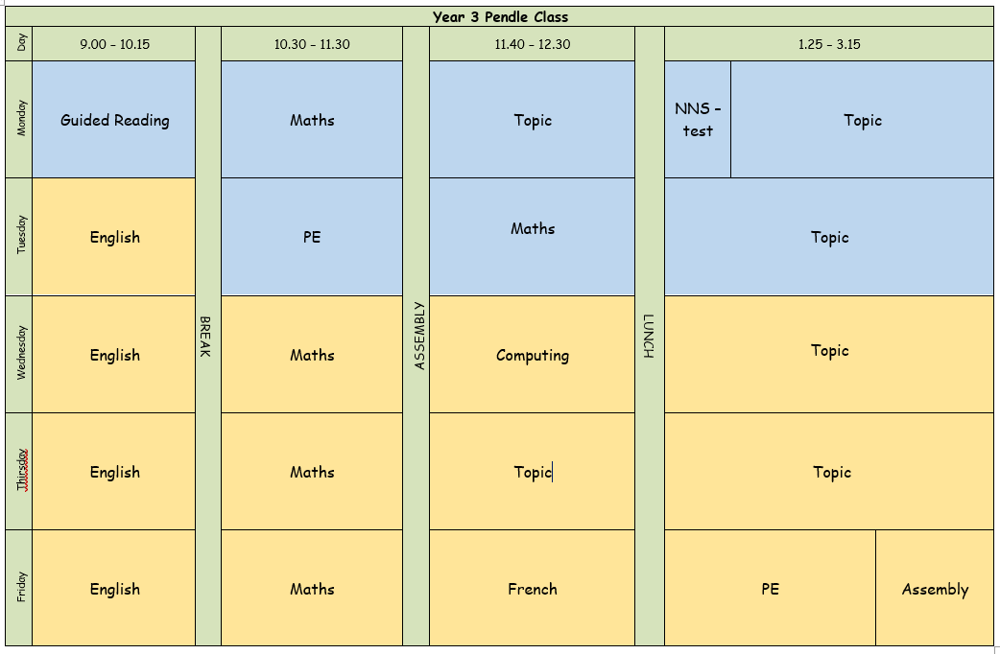 Year 3 Pendle Class
Day
9.00 – 10.15
10.30 – 11.30
11.40 – 12.30
1.25 – 3.15
Monday
Guided Reading
Maths
Topic
NNS –
test
Topic
Tuesday
English
PE
Maths
Topic
BREAK
ASSEMBLY
LUNCH
Wednesday
English
Maths
Computing
Topic
Thirsday
English
Maths
Topic
Topic
Friday
English
Maths
French
PE
Assembly